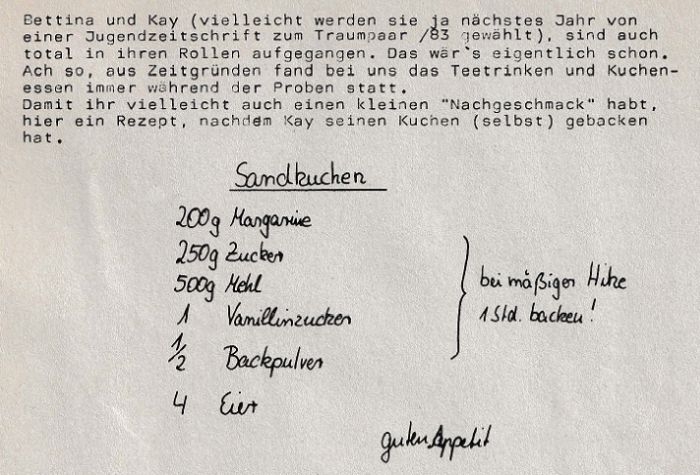 Bettina und Kay (vielleicht werden sie ja nächstes Jahr von
einer Jugendzeitschrift zum Traumpaar /83 gewählt), sind auch
total in ihren Rollen aufgegangen. Das wär`s eigentlich schon.
Ach so, aus Zeitgründen fand bei uns das Teetrinken und Kuchen-
essen immer während der Proben statt.
Damit ihr vielleicht auch einen kleinen "Nachgeschmack" habt,
hier ein Rezept, nachdem Kay seinen Kuchen (selbst) gebacken
hat.
Sandkuchen
200g Margarine
250g Zucker
500g Mehl
1 Vanillinzucker
1/2 Backpulver
4 Eier
bei mäßiger Hitze
1 Std. backen!
guten Appetit